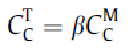 C_C^T = βC_C^M